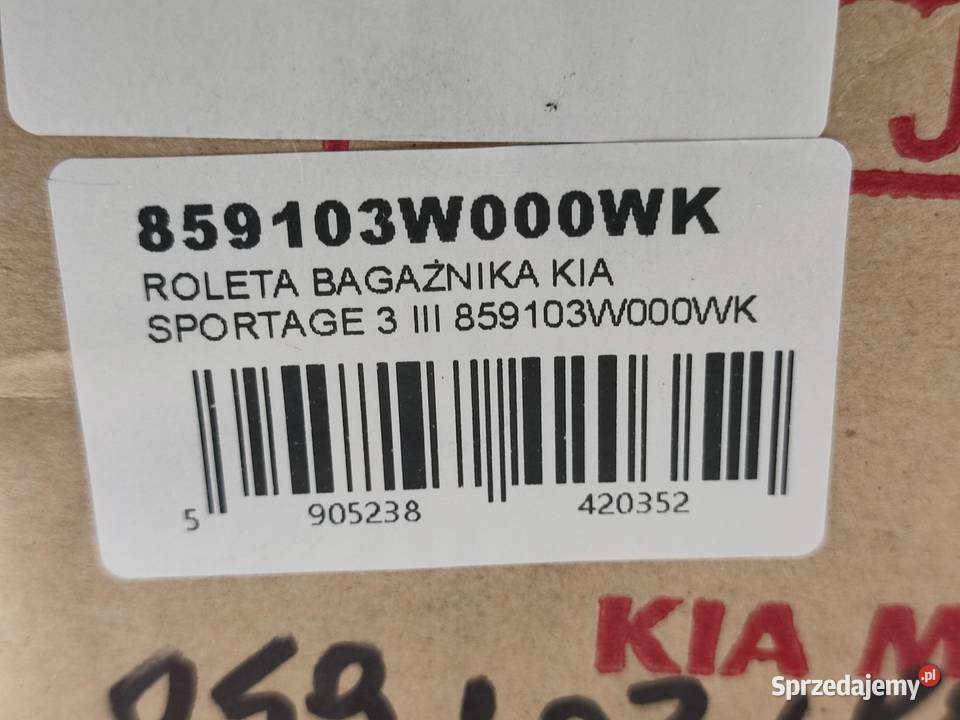 859103W000WK
ROLETA BAGAŻNIKA KIA
SPORTAGE 3 III 859103W000WK
5 905238 420352
KIA M
Sprzedajemy.pl